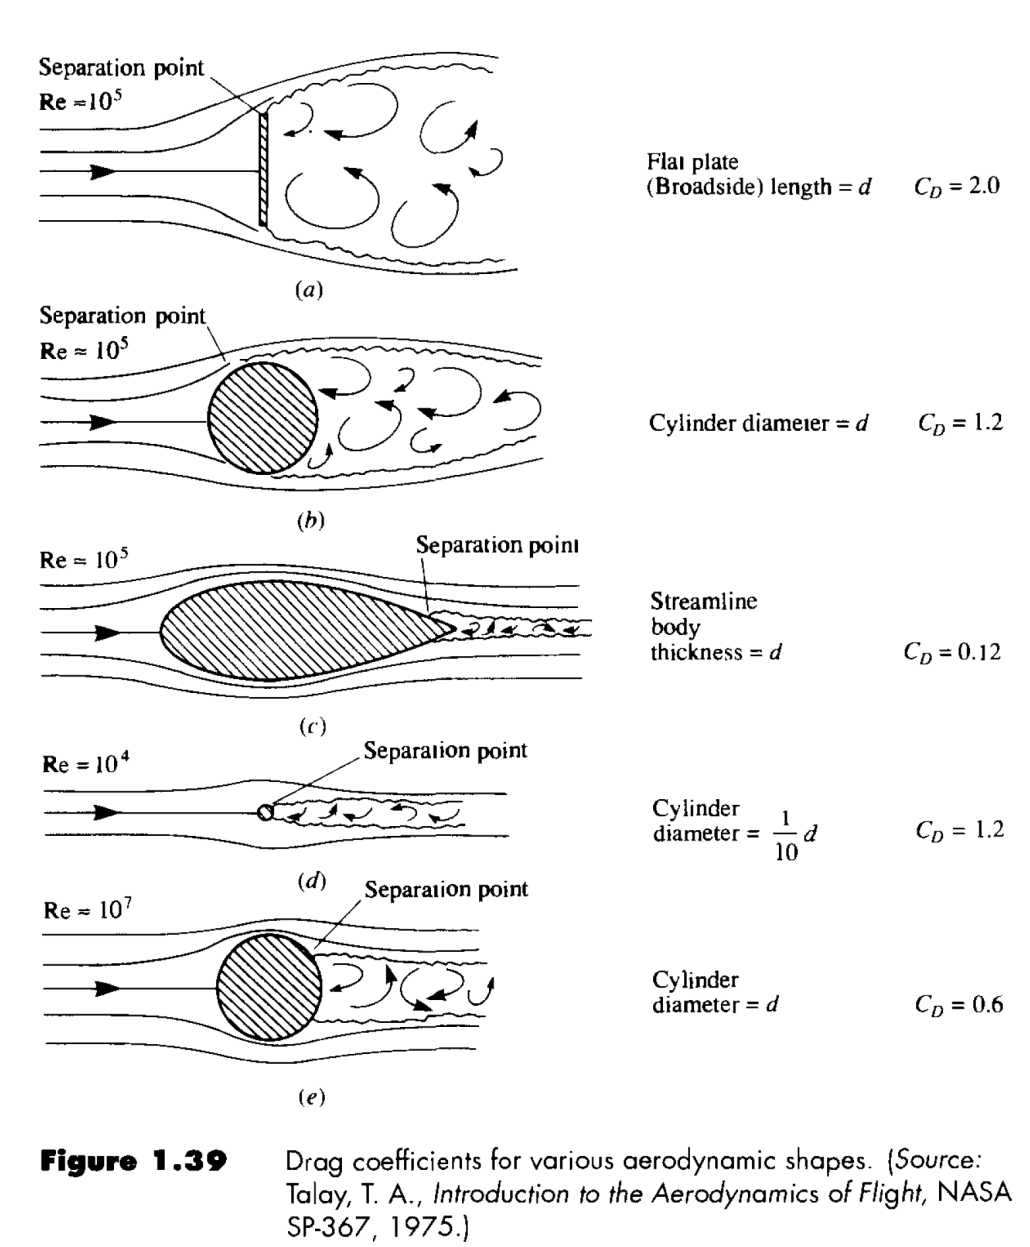 Separation point
Re ≈10⁵
Flat plate
(Broadside) length = d C_D = 2.0
(a)
Separation point
Re ≈ 10⁵
Cylinder diameter = d C_D = 1.2
(b)
Separation point
Re ≈ 10⁵
Streamline
body
thickness = d C_D = 0.12
(c)
Separation point
Re ≈ 10⁴
Cylinder
diameter = 1/10 d C_D = 1.2
(d)
Separation point
Re ≈ 10⁷
Cylinder
diameter = d C_D = 0.6
(e)
Figure 1.39 Drag coefficients for various aerodynamic shapes. (Source:
Talay, T. A., Introduction to the Aerodynamics of Flight, NASA
SP-367, 1975.)